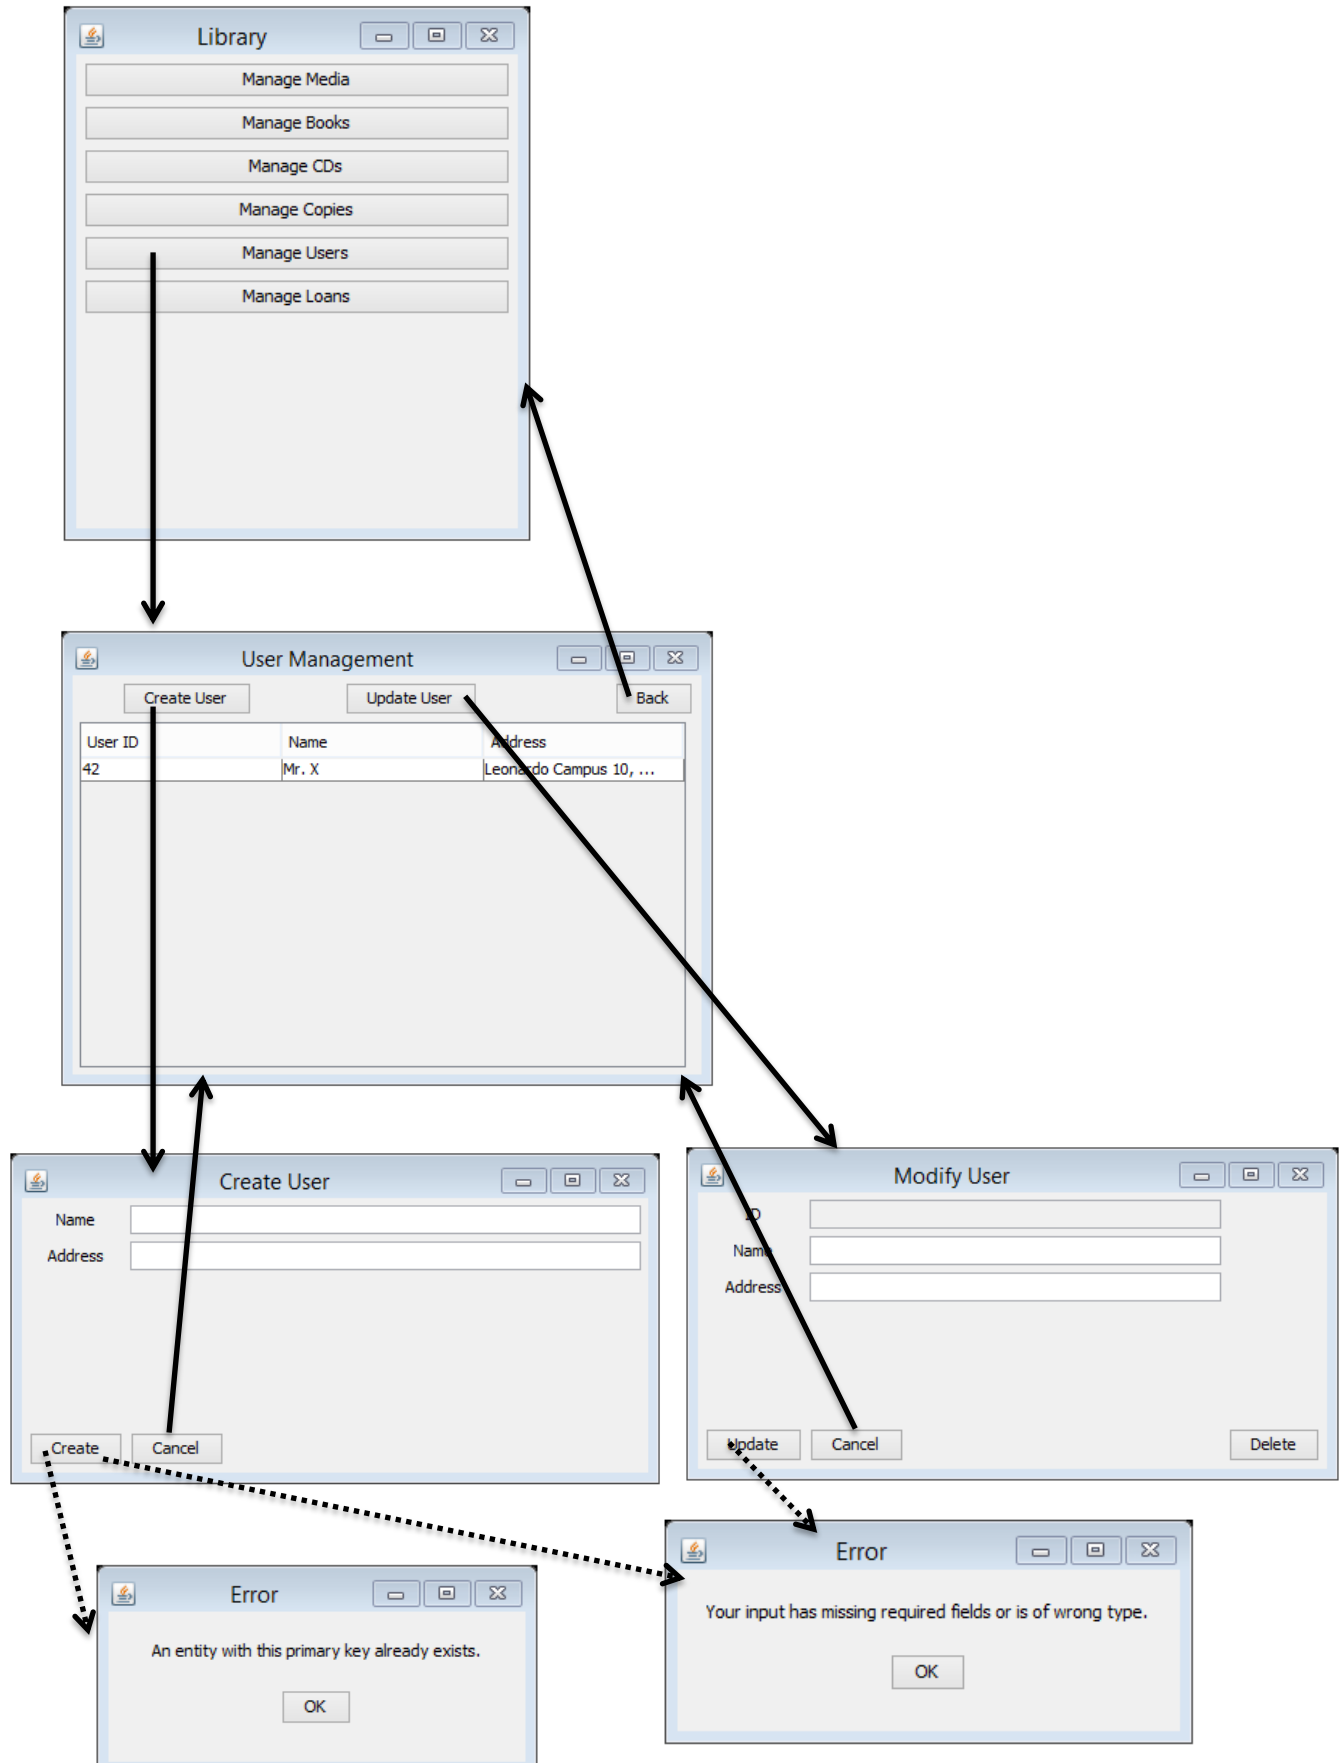 Library
Manage Media
Manage Books
Manage CDs
Manage Copies
Manage Users
Manage Loans
User Management
Create User Update User Back
User ID Name Address
42 Mr. X Leonardo Campus 10, ...
Create User
Name
Address
Create Cancel
Modify User
ID
Name
Address
Update Cancel Delete
Error
An entity with this primary key already exists.
OK
Error
Your input has missing required fields or is of wrong type.
OK